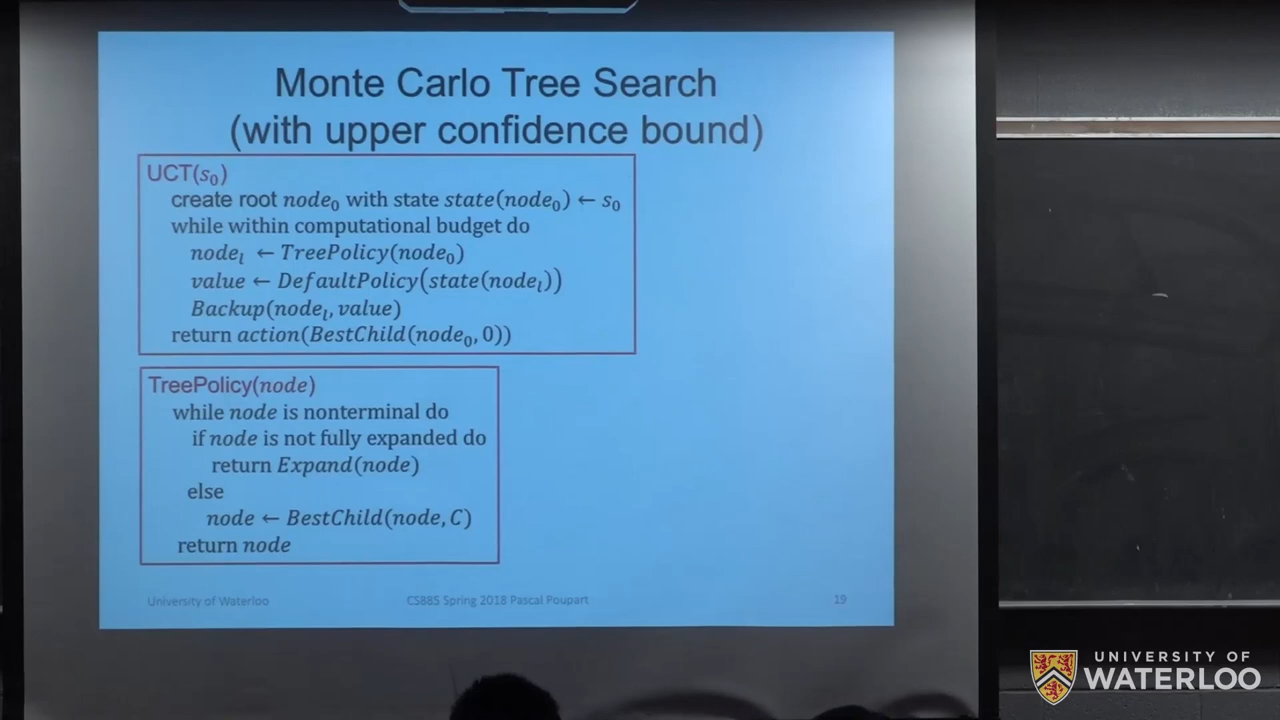 Monte Carlo Tree Search
(with upper confidence bound)
UCT(s₀)
create root node₀ with state state(node₀) ← s₀
while within computational budget do
nodeₗ ← TreePolicy(node₀)
value ← DefaultPolicy(state(nodeₗ))
Backup(nodeₗ, value)
return action(BestChild(node₀, 0))
TreePolicy(node)
while node is nonterminal do
if node is not fully expanded do
return Expand(node)
else
node ← BestChild(node, C)
return node
University of Waterloo
CS885 Spring 2018 Pascal Poupart
19
UNIVERSITY OF
WATERLOO